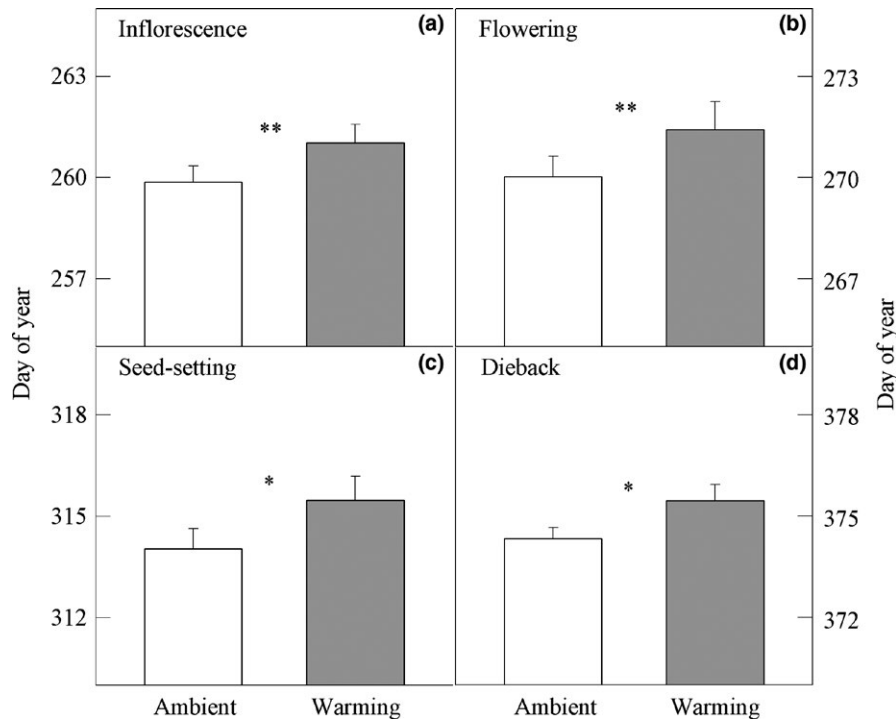 Inflorescence (a)
263
**
260
257
Flowering (b)
273
**
270
267
Day of year
Seed-setting (c)
318
*
315
312
Dieback (d)
378
*
375
372
Day of year
Ambient Warming Ambient Warming